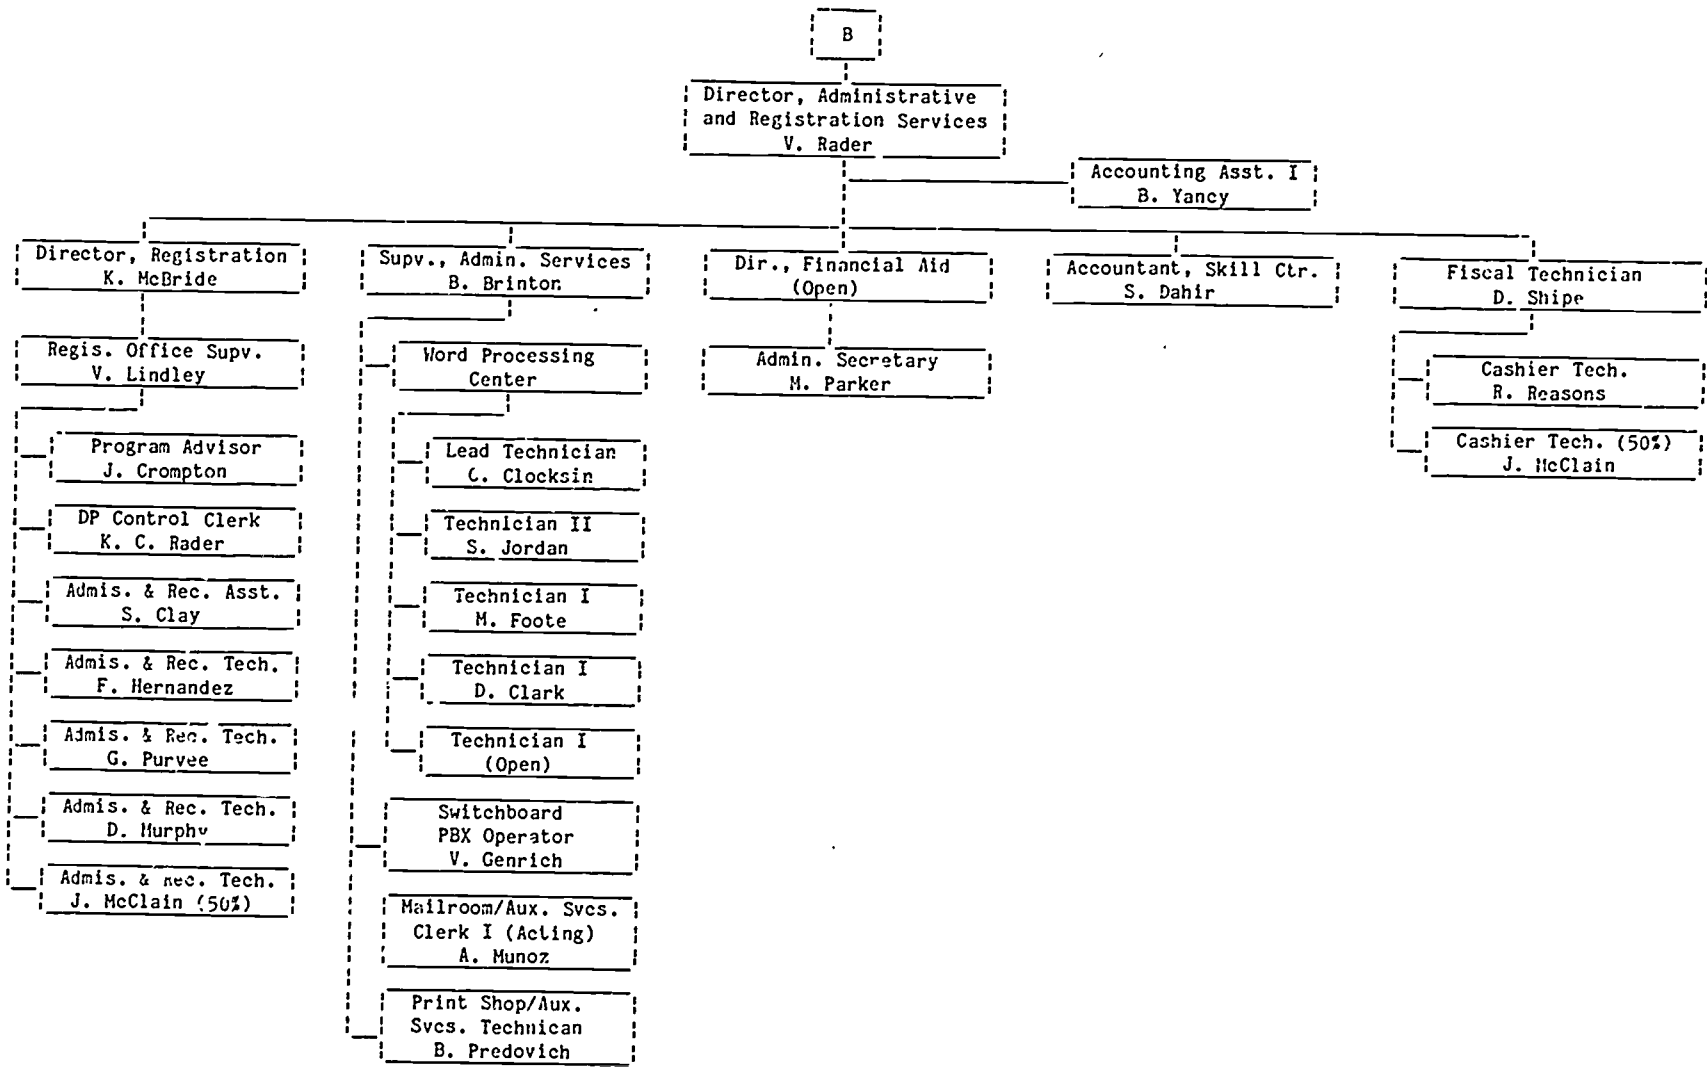 B
Director, Administrative
and Registration Services
V. Rader
Accounting Asst. I
B. Yancy
Director, Registration
K. McBride
Regis. Office Supv.
V. Lindley
Program Advisor
J. Crompton
DP Control Clerk
K. C. Rader
Admis. & Rec. Asst.
S. Clay
Admis. & Rec. Tech.
F. Hernandez
Admis. & Rec. Tech.
G. Purvee
Admis. & Rec. Tech.
D. Murphy
Admis. & Rec. Tech.
J. McClain (50%)
Supv., Admin. Services
B. Brinton
Word Processing
Center
Lead Technician
C. Clocksin
Technician II
S. Jordan
Technician I
M. Foote
Technician I
D. Clark
Technician I
(Open)
Switchboard
PBX Operator
V. Genrich
Mailroom/Aux. Svcs.
Clerk I (Acting)
A. Munoz
Print Shop/Aux.
Svcs. Technican
B. Predovich
Dir., Financial Aid
(Open)
Admin. Secretary
M. Parker
Accountant, Skill Ctr.
S. Dahir
Fiscal Technician
D. Shipe
Cashier Tech.
R. Reasons
Cashier Tech. (50%)
J. McClain